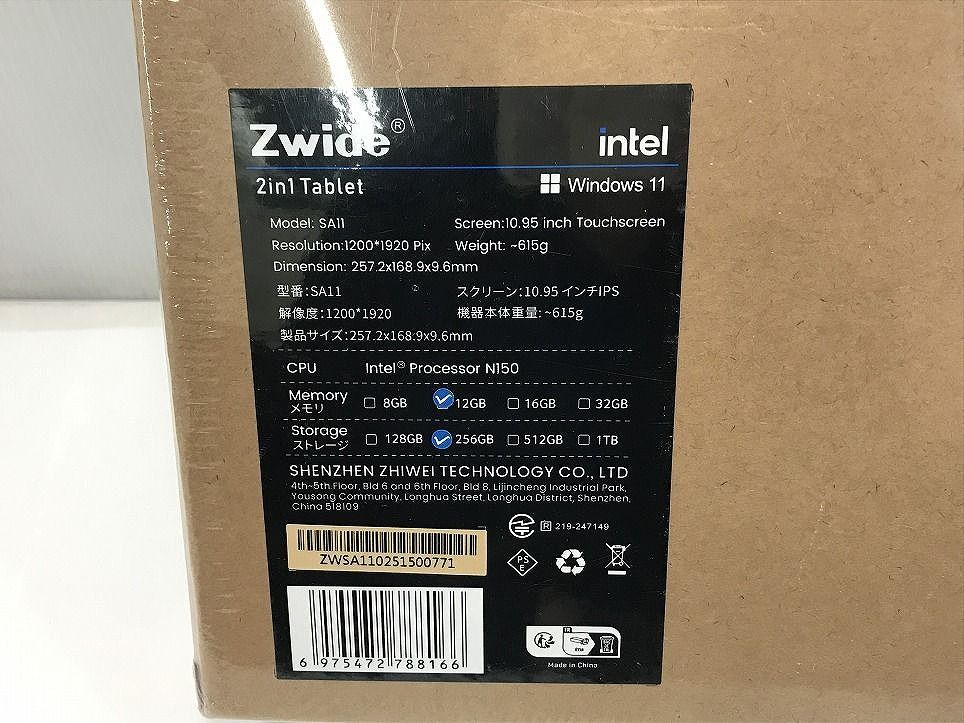 Zwide®
intel
2in1 Tablet
Windows 11
Model: SA11 Screen:10.95 inch Touchscreen
Resolution:1200*1920 Pix Weight: ~615g
Dimension: 257.2x168.9x9.6mm
型番:SA11 スクリーン:10.95インチIPS
解像度:1200*1920 機器本体重量:~615g
製品サイズ:257.2x168.9x9.6mm
CPU Intel® Processor N150
Memory
メモリ
8GB 12GB 16GB 32GB
Storage
ストレージ
128GB 256GB 512GB 1TB
SHENZHEN ZHIWEI TECHNOLOGY CO., LTD
4th-5th.Floor, Bld 6 and 6th Floor, Bld 8, Lijincheng Industrial Park,
Yousong Community, Longhua Street, Longhua District, Shenzhen,
China 518109
R 219-247149
ZWSA110251500771
PS
E
6 975472 788166
Made in China